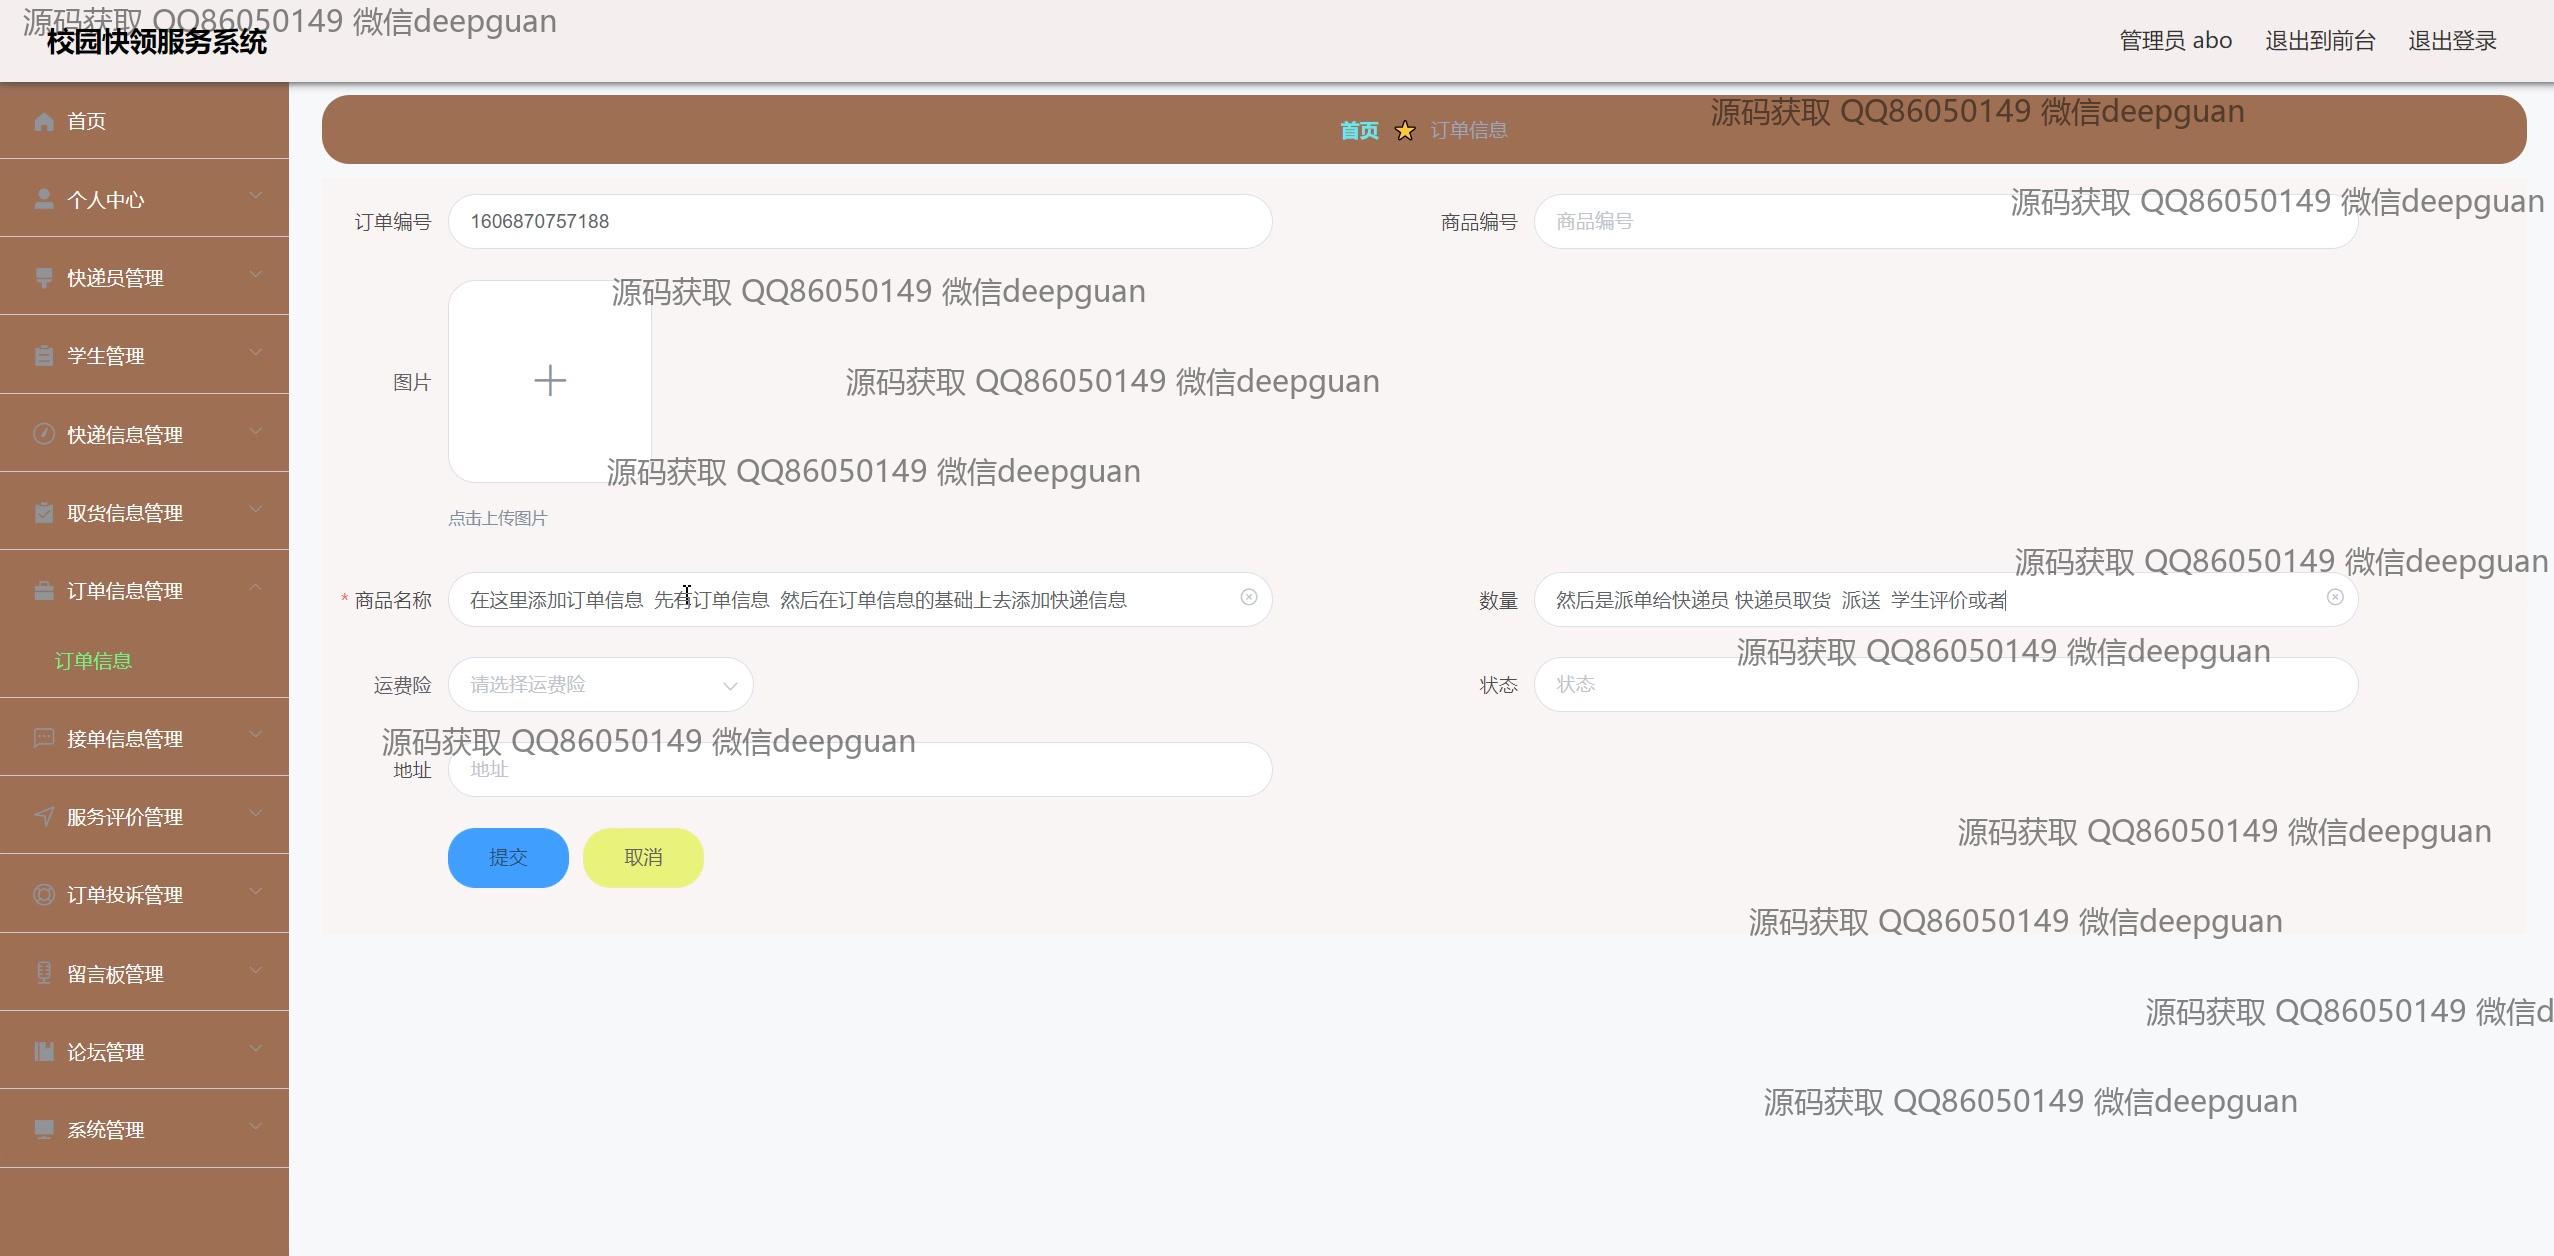 源码获取 QQ86050149 微信deepguan
校园快领服务系统
管理员 abo
退出到前台
退出登录
首页
个人中心
快递员管理
学生管理
快递信息管理
取货信息管理
订单信息管理
订单信息
接单信息管理
服务评价管理
订单投诉管理
留言板管理
论坛管理
系统管理
首页 订单信息
源码获取 QQ86050149 微信deepguan
源码获取 QQ86050149 微信deepguan
订单编号 1606870757188
商品编号 商品编号
源码获取 QQ86050149 微信deepguan
图片
源码获取 QQ86050149 微信deepguan
源码获取 QQ86050149 微信deepguan
点击上传图片
源码获取 QQ86050149 微信deepguan
* 商品名称 在这里添加订单信息 先有订单信息 然后在订单信息的基础上去添加快递信息
数量 然后是派单给快递员 快递员取货 派送 学生评价或者
源码获取 QQ86050149 微信deepguan
运费险 请选择运费险
状态 状态
源码获取 QQ86050149 微信deepguan
地址 地址
源码获取 QQ86050149 微信deepguan
提交 取消
源码获取 QQ86050149 微信deepguan
源码获取 QQ86050149 微信d
源码获取 QQ86050149 微信deepguan